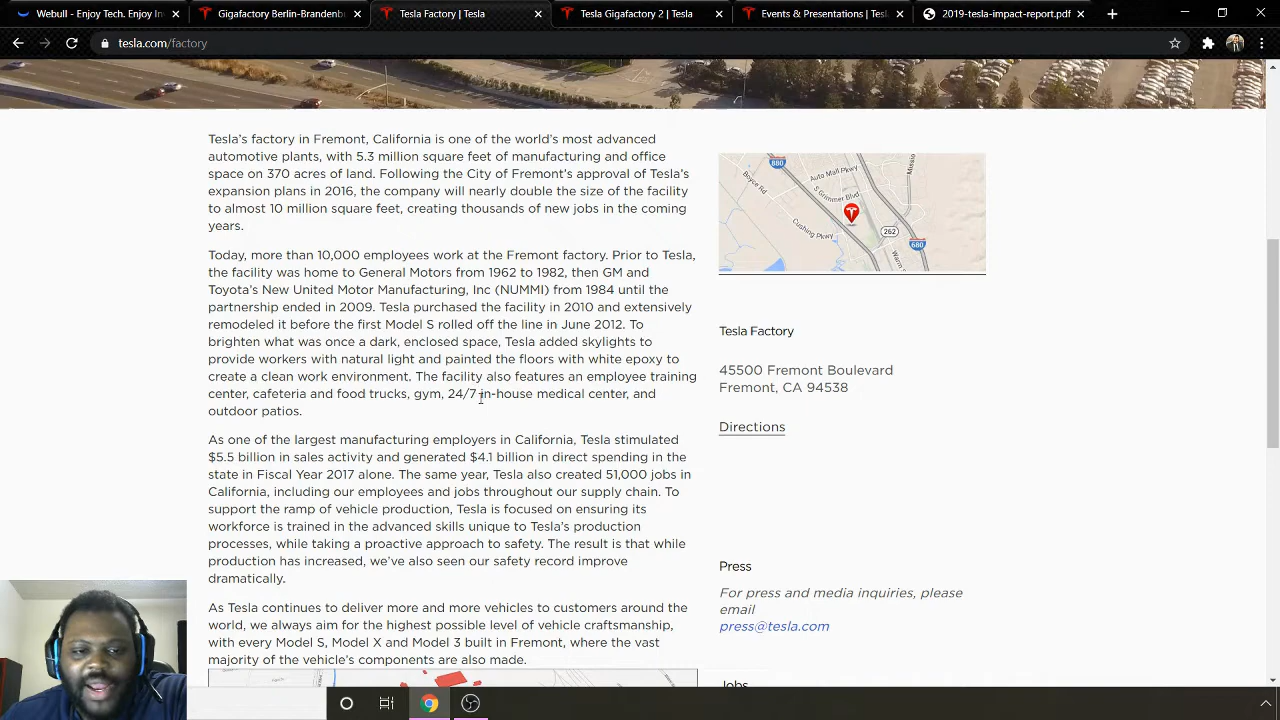 Webull - Enjoy Tech. Enjoy Inv
Gigafactory Berlin-Brandenbu
Tesla Factory | Tesla
Tesla Gigafactory 2 | Tesla
Events & Presentations | Tesla
2019-tesla-impact-report.pdf
tesla.com/factory
Tesla's factory in Fremont, California is one of the world's most advanced
automotive plants, with 5.3 million square feet of manufacturing and office
space on 370 acres of land. Following the City of Fremont's approval of Tesla's
expansion plans in 2016, the company will nearly double the size of the facility
to almost 10 million square feet, creating thousands of new jobs in the coming
years.
Today, more than 10,000 employees work at the Fremont factory. Prior to Tesla,
the facility was home to General Motors from 1962 to 1982, then GM and
Toyota's New United Motor Manufacturing, Inc (NUMMI) from 1984 until the
partnership ended in 2009. Tesla purchased the facility in 2010 and extensively
remodeled it before the first Model S rolled off the line in June 2012. To
brighten what was once a dark, enclosed space, Tesla added skylights to
provide workers with natural light and painted the floors with white epoxy to
create a clean work environment. The facility also features an employee training
center, cafeteria and food trucks, gym, 24/7 in-house medical center, and
outdoor patios.
As one of the largest manufacturing employers in California, Tesla stimulated
$5.5 billion in sales activity and generated $4.1 billion in direct spending in the
state in Fiscal Year 2017 alone. The same year, Tesla also created 51,000 jobs in
California, including our employees and jobs throughout our supply chain. To
support the ramp of vehicle production, Tesla is focused on ensuring its
workforce is trained in the advanced skills unique to Tesla's production
processes, while taking a proactive approach to safety. The result is that while
production has increased, we've also seen our safety record improve
dramatically.
As Tesla continues to deliver more and more vehicles to customers around the
world, we always aim for the highest possible level of vehicle craftsmanship,
with every Model S, Model X and Model 3 built in Fremont, where the vast
majority of the vehicle's components are also made.
880
Auto Mall Pkwy
Boyce Rd
S Grimmer Blvd
Cushing Pkwy
262
680
Tesla Factory
45500 Fremont Boulevard
Fremont, CA 94538
Directions
Press
For press and media inquiries, please
email
press@tesla.com
Jobs